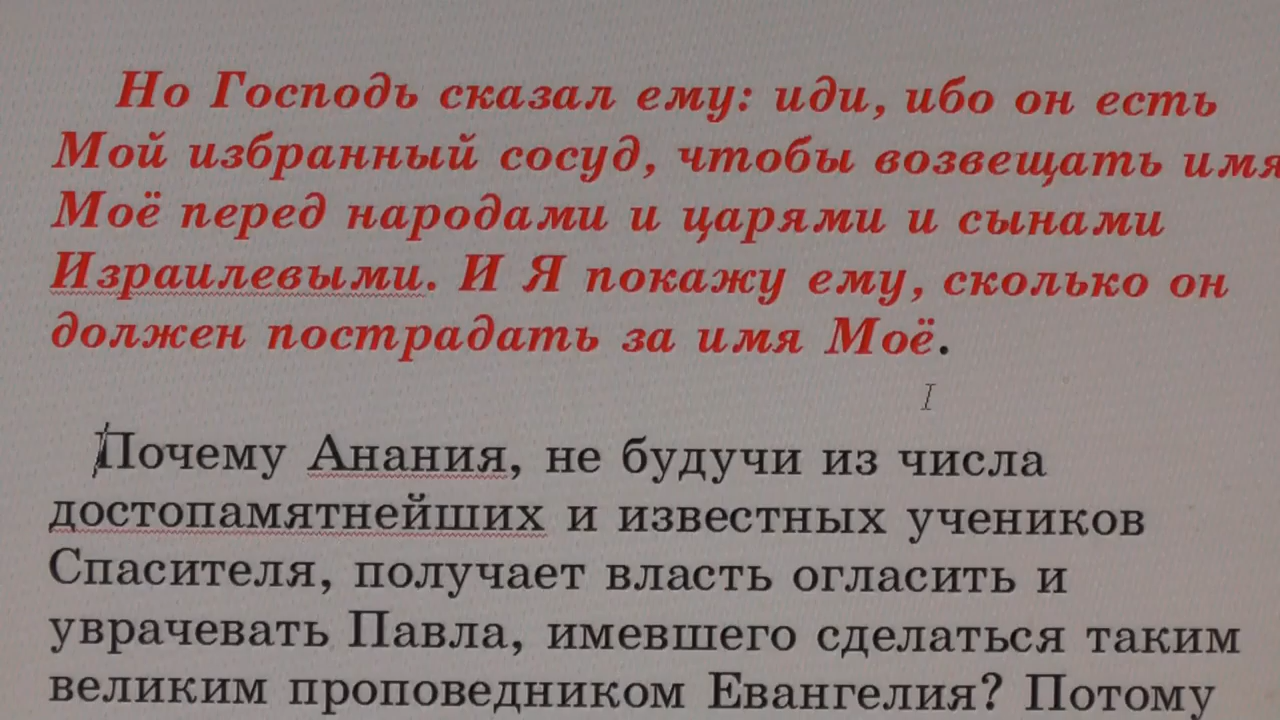 Но Господь сказал ему: иди, ибо он есть
Мой избранный сосуд, чтобы возвещать имя
Моё перед народами и царями и сынами
Израилевыми. И Я покажу ему, сколько он
должен пострадать за имя Моё.
Почему Анания, не будучи из числа
достопамятнейших и известных учеников
Спасителя, получает власть огласить и
уврачевать Павла, имевшего сделаться таким
великим проповедником Евангелия? Потому